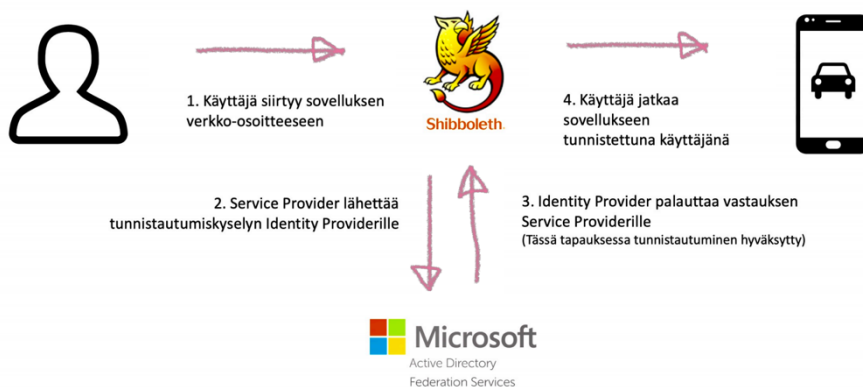 Shibboleth.
1. Käyttäjä siirtyy sovelluksen
verkko-osoitteeseen
4. Käyttäjä jatkaa
sovellukseen
tunnistettuna käyttäjänä
2. Service Provider lähettää
tunnistautumiskyselyn Identity Providerille
3. Identity Provider palauttaa vastauksen
Service Providerille
(Tässä tapauksessa tunnistautuminen hyväksytty)
Microsoft
Active Directory
Federation Services